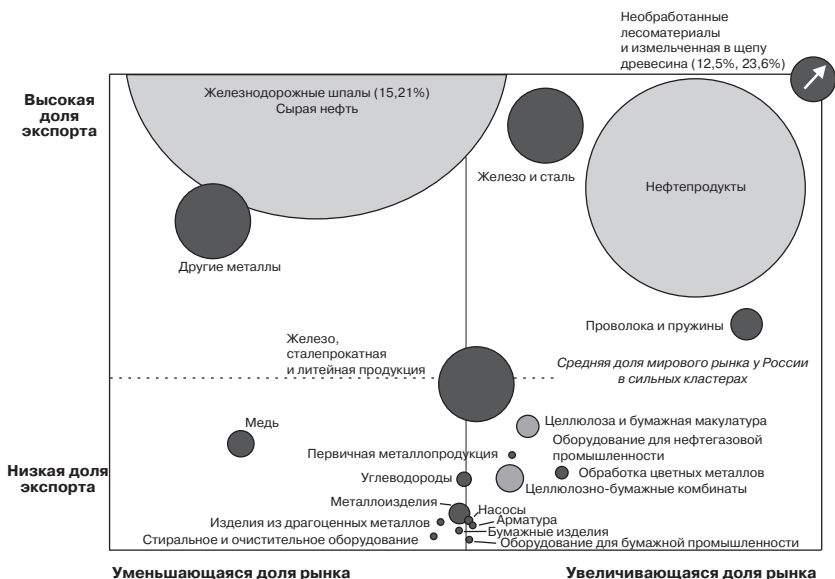 Необработанные
лесоматериалы
и измельченная в щепу
древесина (12,5%, 23,6%)
Высокая
доля
экспорта
Железнодорожные шпалы (15,21%)
Сырая нефть
Железо и сталь
Нефтепродукты
Другие металлы
Проволока и пружины
Железо,
сталепрокатная
и литейная продукция
Средняя доля мирового рынка у России
в сильных кластерах
Медь
Целлюлоза и бумажная макулатура
Оборудование для нефтегазовой
промышленности
Первичная металлопродукция
Низкая доля
экспорта
Углеводороды
Обработка цветных металлов
Целлюлозно-бумажные комбинаты
Металлоизделия
Насосы
Изделия из драгоценных металлов
Арматура
Бумажные изделия
Стиральное и очистительное оборудование
Оборудование для бумажной промышленности
Уменьшающаяся доля рынка
Увеличивающаяся доля рынка